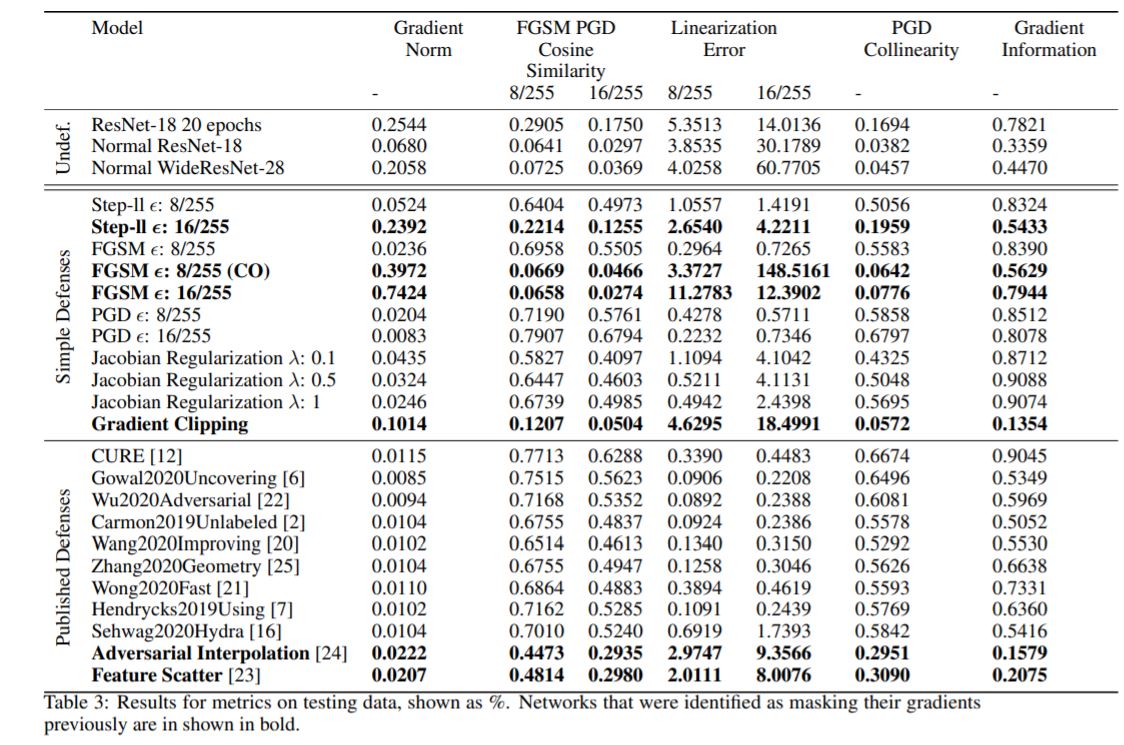 Model Gradient FGSM PGD Linearization PGD Gradient
Norm Cosine Error Collinearity Information
Similarity
- 8/255 16/255 8/255 16/255 - -
Undef.
ResNet-18 20 epochs 0.2544 0.2905 0.1750 5.3513 14.0136 0.1694 0.7821
Normal ResNet-18 0.0680 0.0641 0.0297 3.8535 30.1789 0.0382 0.3359
Normal WideResNet-28 0.2058 0.0725 0.0369 4.0258 60.7705 0.0457 0.4470
Simple Defenses
Step-ll ϵ: 8/255 0.0524 0.6404 0.4973 1.0557 1.4191 0.5056 0.8324
Step-ll ϵ: 16/255 0.2392 0.2214 0.1255 2.6540 4.2211 0.1959 0.5433
FGSM ϵ: 8/255 0.0236 0.6958 0.5505 0.2964 0.7265 0.5583 0.8390
FGSM ϵ: 8/255 (CO) 0.3972 0.0669 0.0466 3.3727 148.5161 0.0642 0.5629
FGSM ϵ: 16/255 0.7424 0.0658 0.0274 11.2783 12.3902 0.0776 0.7944
PGD ϵ: 8/255 0.0204 0.7190 0.5761 0.4278 0.5711 0.5858 0.8512
PGD ϵ: 16/255 0.0083 0.7907 0.6794 0.2232 0.7346 0.6797 0.8078
Jacobian Regularization λ: 0.1 0.0435 0.5827 0.4097 1.1094 4.1042 0.4325 0.8712
Jacobian Regularization λ: 0.5 0.0324 0.6447 0.4603 0.5211 4.1131 0.5048 0.9088
Jacobian Regularization λ: 1 0.0246 0.6739 0.4985 0.4942 2.4398 0.5695 0.9074
Gradient Clipping 0.1014 0.1207 0.0504 4.6295 18.4991 0.0572 0.1354
Published Defenses
CURE [12] 0.0115 0.7713 0.6288 0.3390 0.4483 0.6674 0.9045
Gowal2020Uncovering [6] 0.0085 0.7515 0.5623 0.0906 0.2208 0.6496 0.5349
Wu2020Adversarial [22] 0.0094 0.7168 0.5352 0.0892 0.2388 0.6081 0.5969
Carmon2019Unlabeled [2] 0.0104 0.6755 0.4837 0.0924 0.2386 0.5578 0.5052
Wang2020Improving [20] 0.0102 0.6514 0.4613 0.1340 0.3150 0.5292 0.5530
Zhang2020Geometry [25] 0.0104 0.6755 0.4947 0.1258 0.3046 0.5626 0.6638
Wong2020Fast [21] 0.0110 0.6864 0.4883 0.3894 0.4619 0.5593 0.7331
Hendrycks2019Using [7] 0.0102 0.7162 0.5285 0.1091 0.2439 0.5769 0.6360
Sehwag2020Hydra [16] 0.0104 0.7010 0.5240 0.6919 1.7393 0.5842 0.5416
Adversarial Interpolation [24] 0.0222 0.4473 0.2935 2.9747 9.3566 0.2951 0.1579
Feature Scatter [23] 0.0207 0.4814 0.2980 2.0111 8.0076 0.3090 0.2075
Table 3: Results for metrics on testing data, shown as %. Networks that were identified as masking their gradients
previously are in shown in bold.